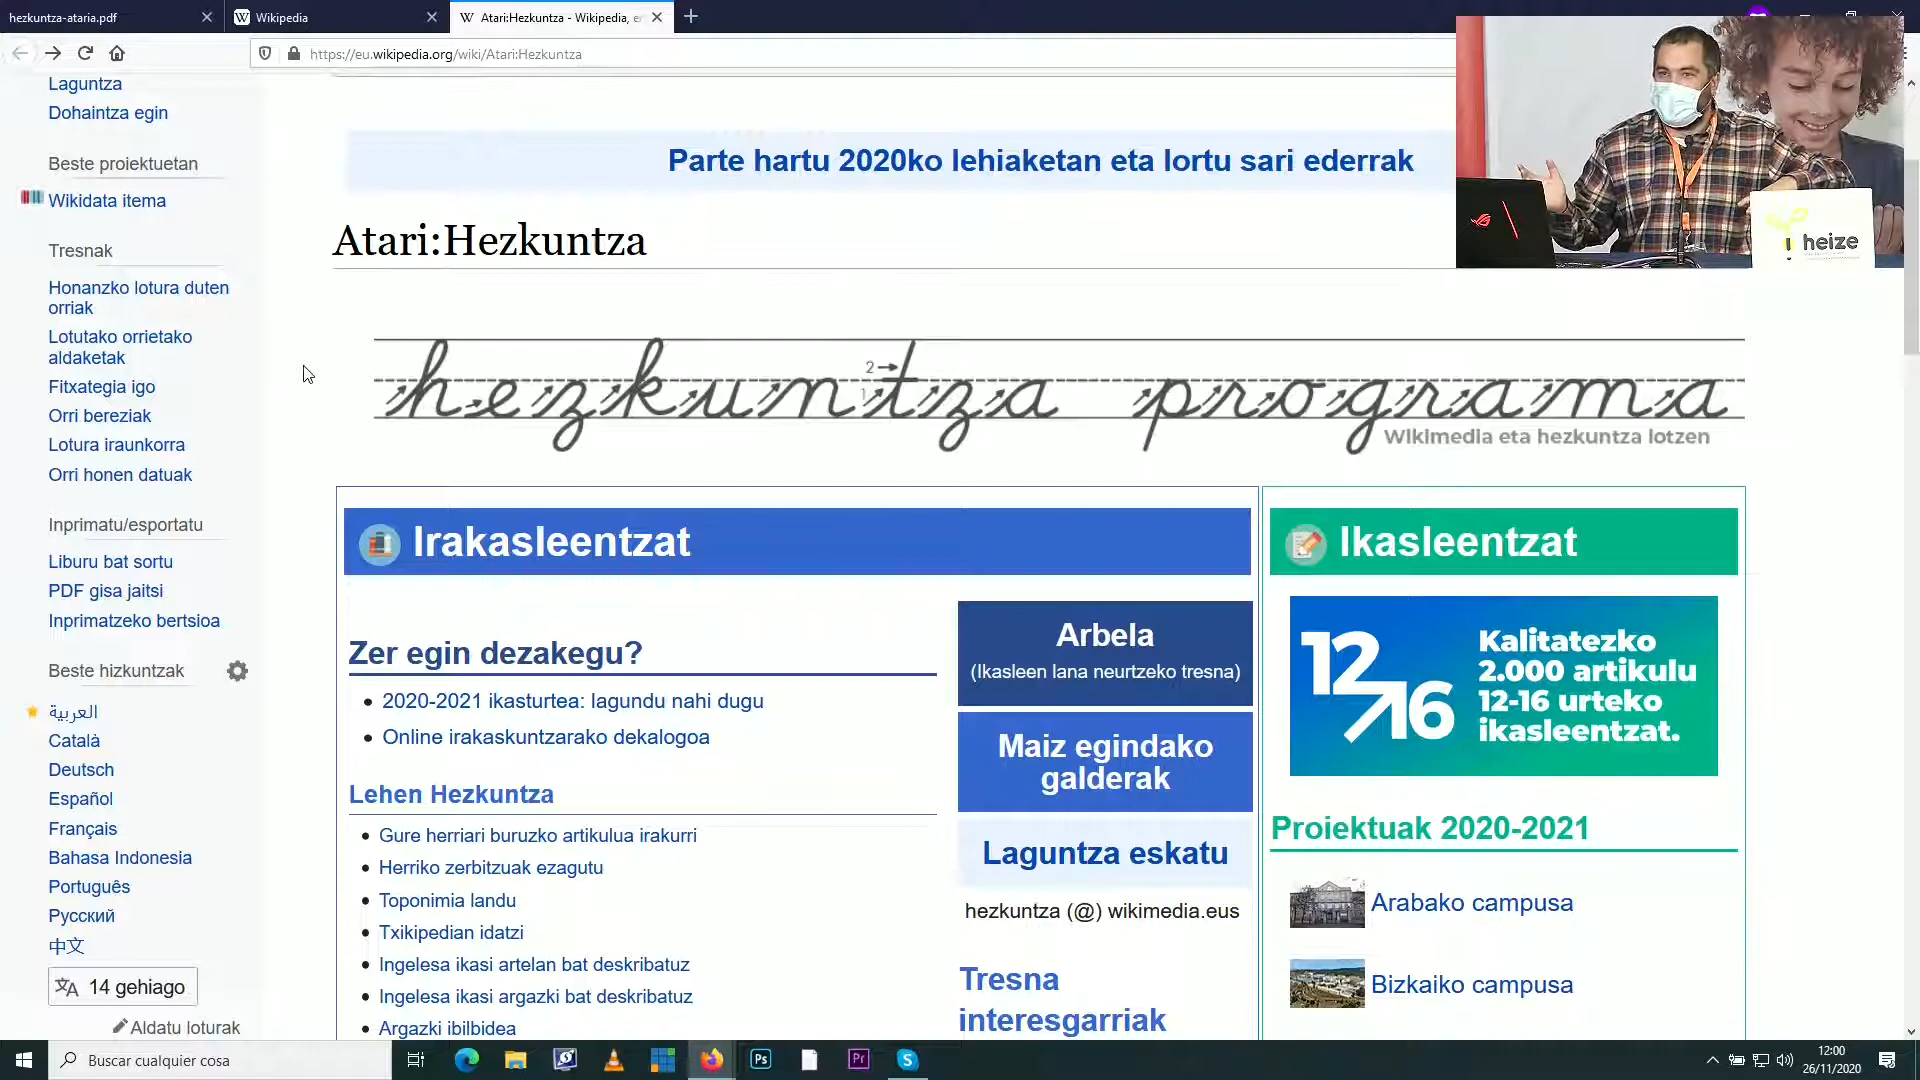 hezkuntza-ataria.pdf
Wikipedia
Atari:Hezkuntza - Wikipedia, e
https://eu.wikipedia.org/wiki/Atari:Hezkuntza
Laguntza
Dohaintza egin
Beste proiektuetan
Wikidata itema
Tresnak
Honanzko lotura duten
orriak
Lotutako orrietako
aldaketak
Fitxategia igo
Orri bereziak
Lotura iraunkorra
Orri honen datuak
Inprimatu/esportatu
Liburu bat sortu
PDF gisa jaitsi
Inprimatzeko bertsioa
Beste hizkuntzak
العربية
Català
Deutsch
Español
Français
Bahasa Indonesia
Português
Русский
中文
14 gehiago
Aldatu loturak
Parte hartu 2020ko lehiaketan eta lortu sari ederrak
heize
Atari:Hezkuntza
hezkuntza programa
2
1
Wikimedia eta hezkuntza lotzen
Irakasleentzat
Zer egin dezakegu?
2020-2021 ikasturtea: lagundu nahi dugu
Online irakaskuntzarako dekalogoa
Lehen Hezkuntza
Gure herriari buruzko artikulua irakurri
Herriko zerbitzuak ezagutu
Toponimia landu
Txikipedian idatzi
Ingelesa ikasi artelan bat deskribatuz
Ingelesa ikasi argazki bat deskribatuz
Argazki ibilbidea
Arbela
(Ikasleen lana neurtzeko tresna)
Maiz egindako
galderak
Laguntza eskatu
hezkuntza (@) wikimedia.eus
Tresna
interesgarriak
Ikasleentzat
12
16
Kalitatezko
2.000 artikulu
12-16 urteko
ikasleentzat.
Proiektuak 2020-2021
Arabako campusa
Bizkaiko campusa
Buscar cualquier cosa
Ps
Pr
S
12:00
26/11/2020